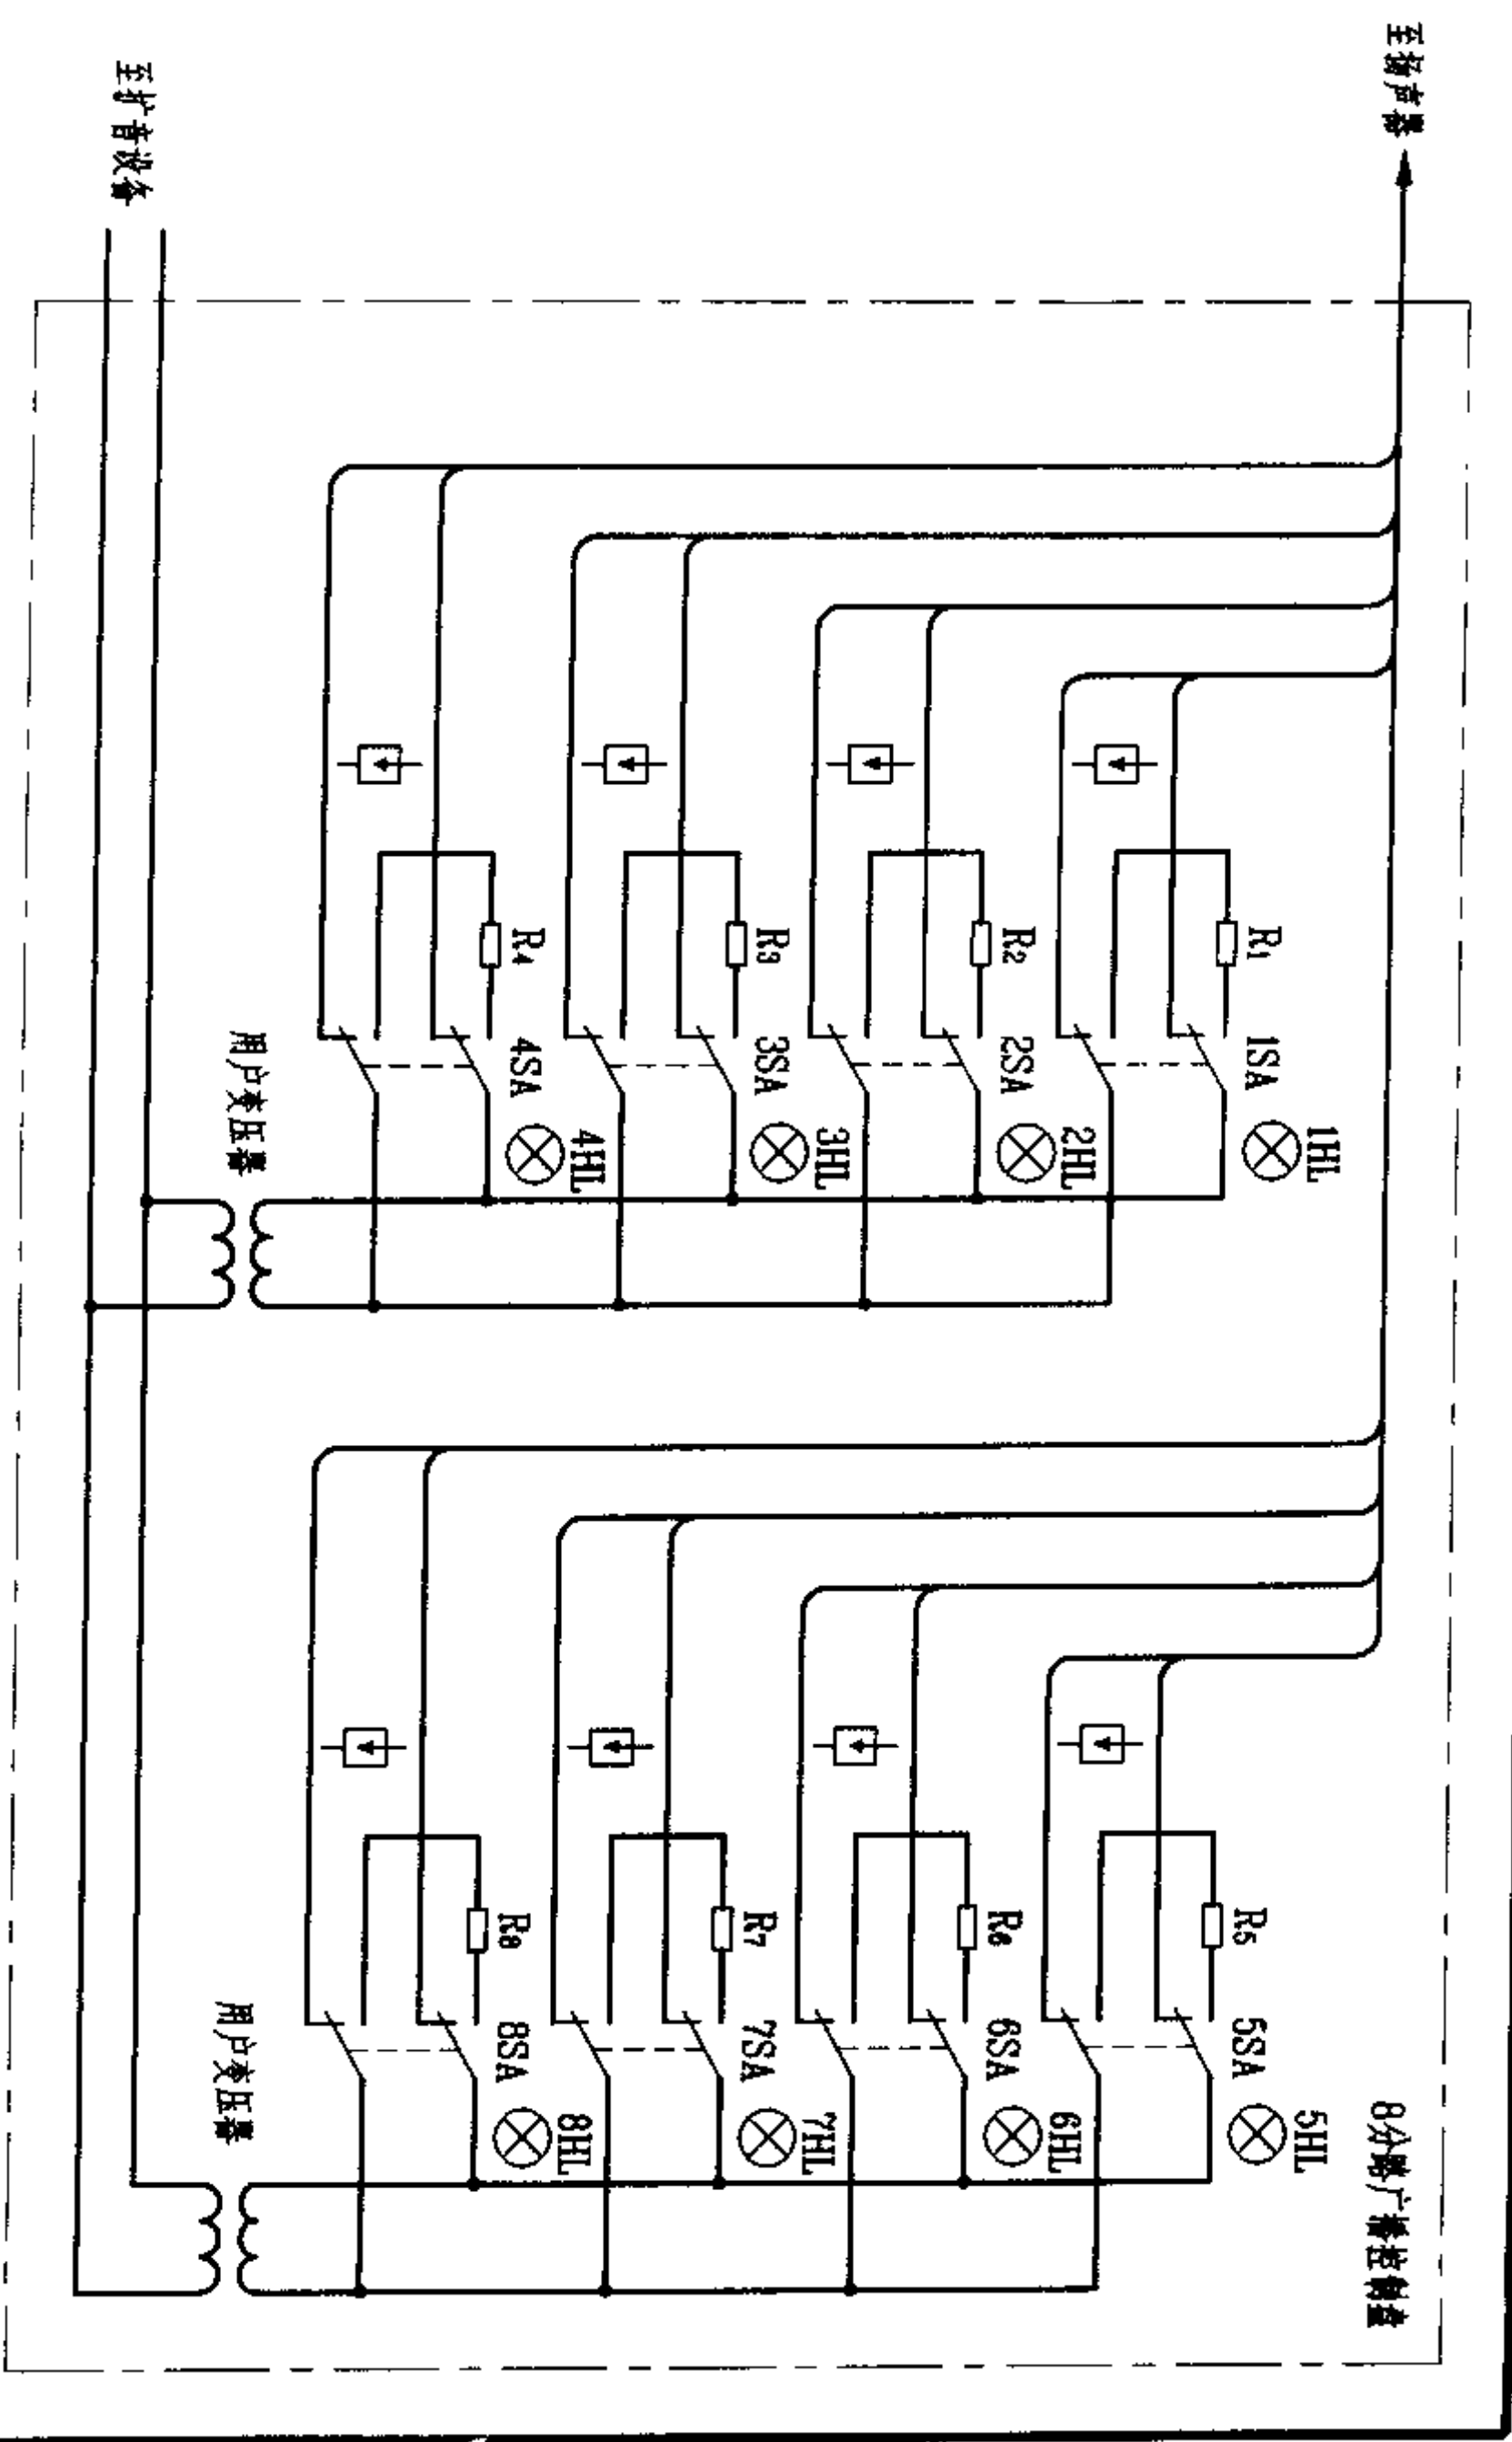 至扬声器
至扩音设备
R₁
1SA
1HL
R₂
2SA
2HL
R₃
3SA
3HL
R₄
4SA
4HL
用户变压器
R₅
5SA
5HL
R₆
6SA
6HL
R₇
7SA
7HL
R₈
8SA
8HL
用户变压器
8分路广播控制盘